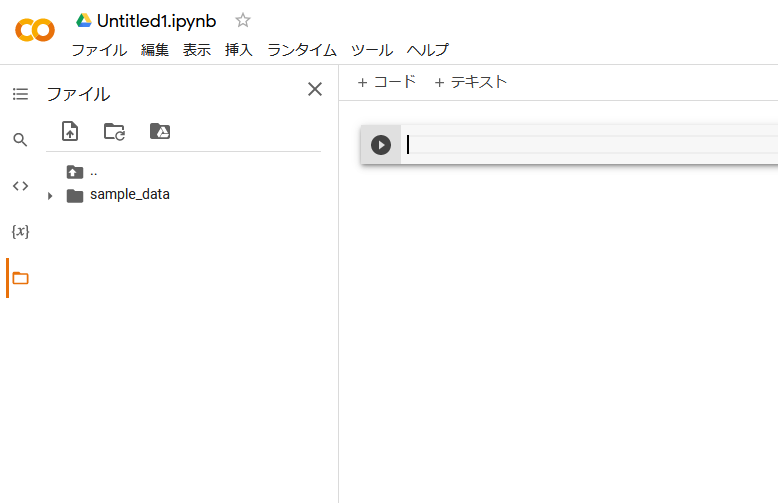 Untitled1.ipynb
ファイル 編集 表示 挿入 ランタイム ツール ヘルプ
ファイル
+ コード + テキスト
..
sample_data
{x}